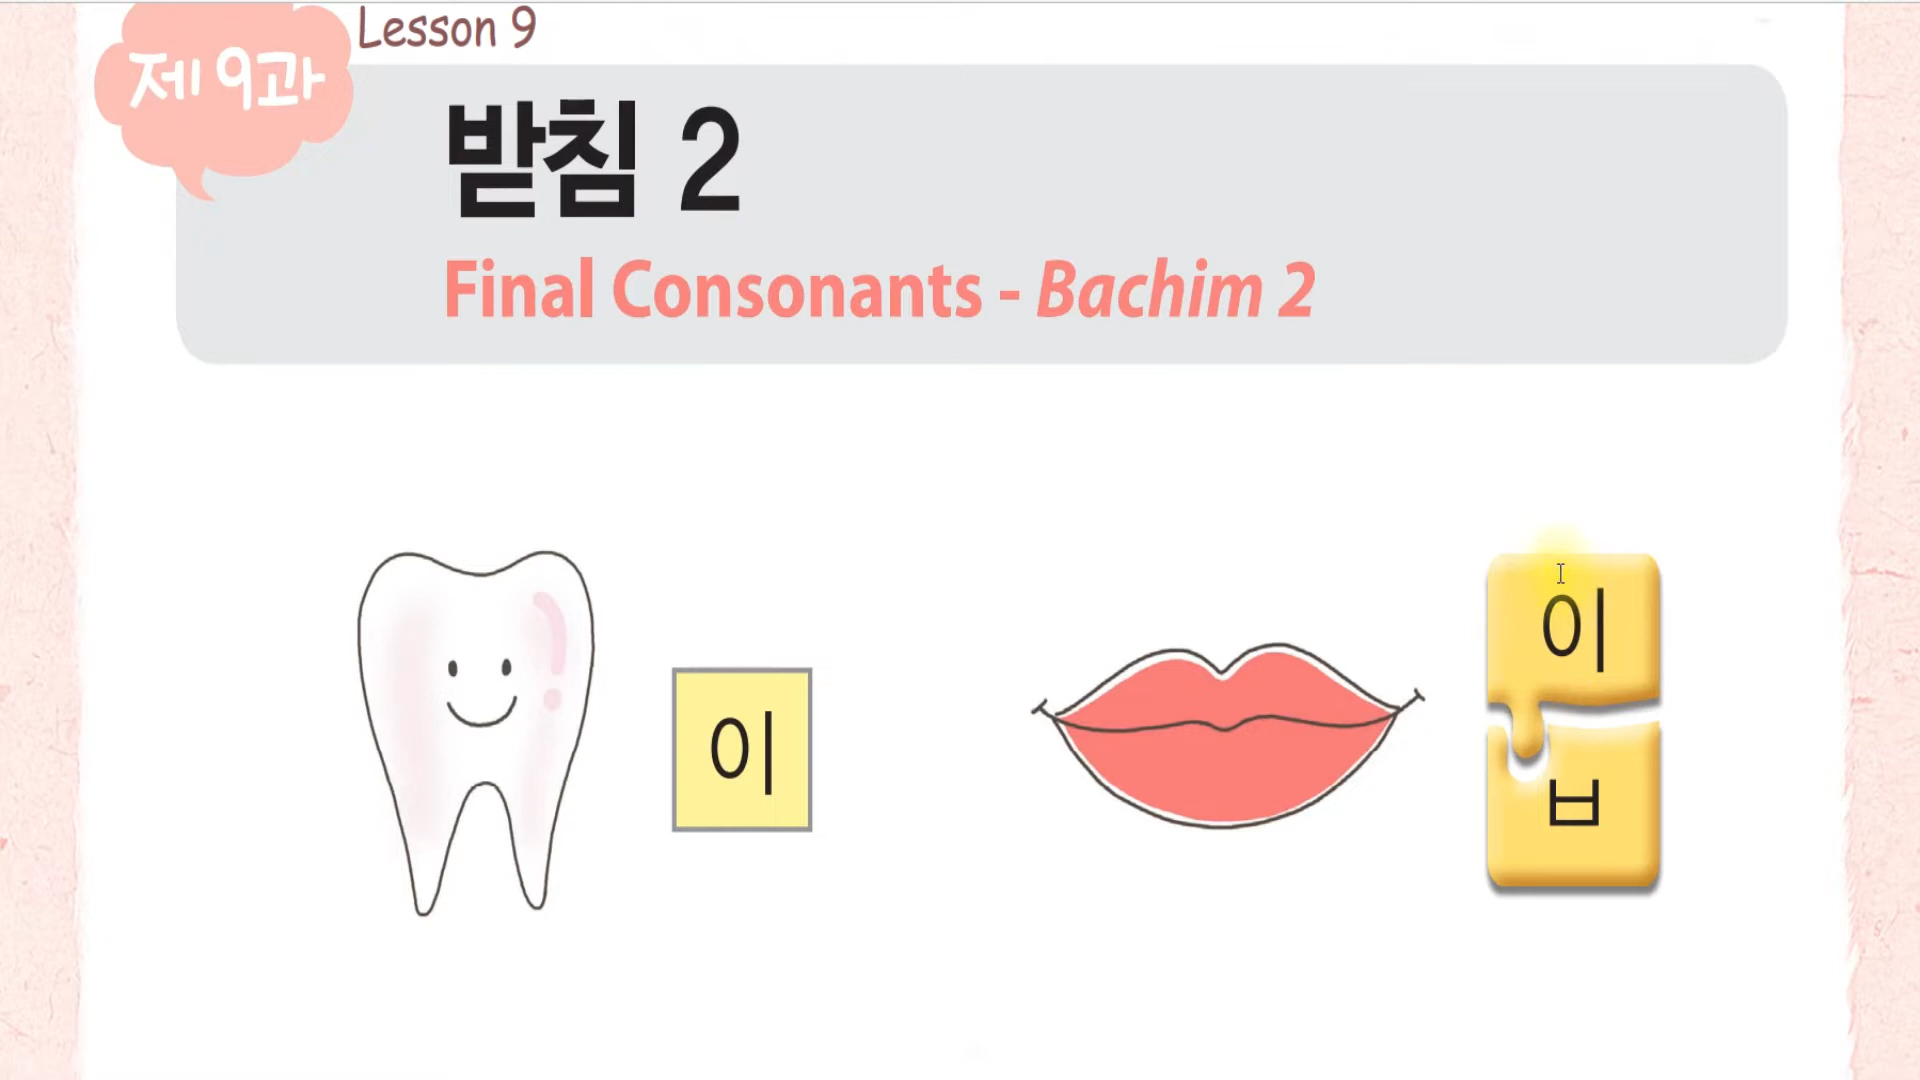 Lesson 9
제9과
받침 2
Final Consonants - Bachim 2
이
이
ㅂ